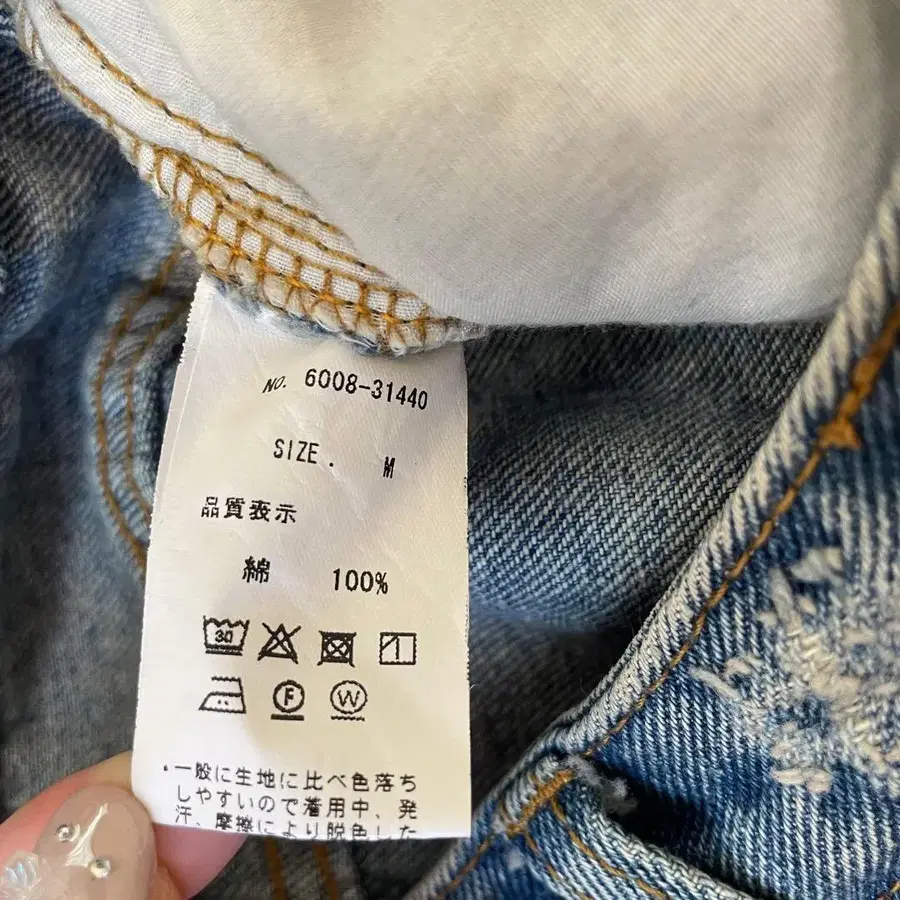 NO. 6008-31440
SIZE. M
品質表示
綿 100%
30
F W
・一般に生地に比べ色落ち
しやすいので着用中、発
汗、摩擦により脱色した